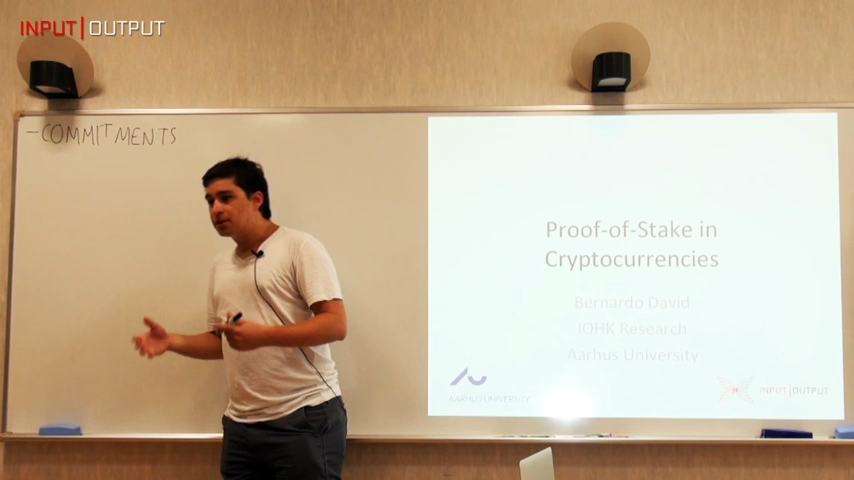 INPUT|OUTPUT
- COMMITMENTS
Proof-of-Stake in
Cryptocurrencies
Bernardo David
IOHK Research
Aarhus University
AARHUS UNIVERSITY
INPUT|OUTPUT